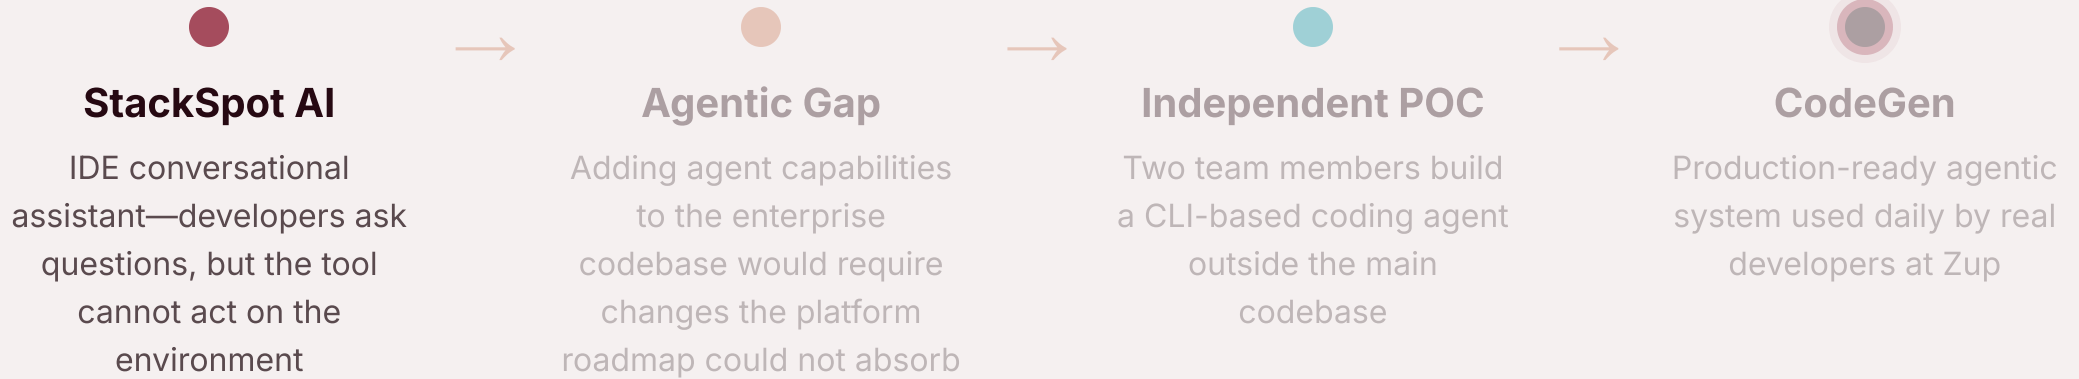 StackSpot AI
IDE conversational
assistant—developers ask
questions, but the tool
cannot act on the
environment
Agentic Gap
Adding agent capabilities
to the enterprise
codebase would require
changes the platform
roadmap could not absorb
Independent POC
Two team members build
a CLI-based coding agent
outside the main
codebase
CodeGen
Production-ready agentic
system used daily by real
developers at Zup